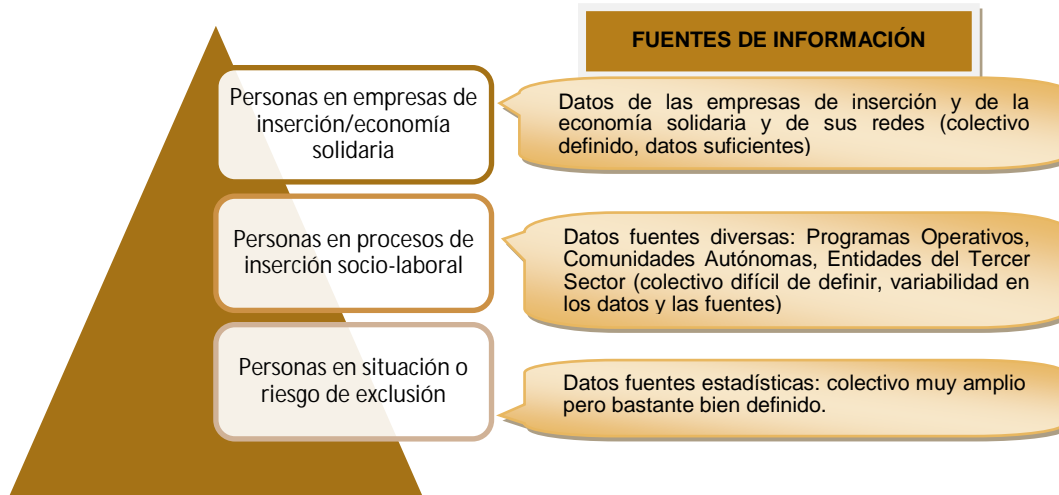 FUENTES DE INFORMACIÓN
Personas en empresas de
inserción/economía
solidaria
Datos de las empresas de inserción y de la
economía solidaria y de sus redes (colectivo
definido, datos suficientes)
Personas en procesos de
inserción socio-laboral
Datos fuentes diversas: Programas Operativos,
Comunidades Autónomas, Entidades del Tercer
Sector (colectivo difícil de definir, variabilidad en
los datos y las fuentes)
Personas en situación o
riesgo de exclusión
Datos fuentes estadísticas: colectivo muy amplio
pero bastante bien definido.